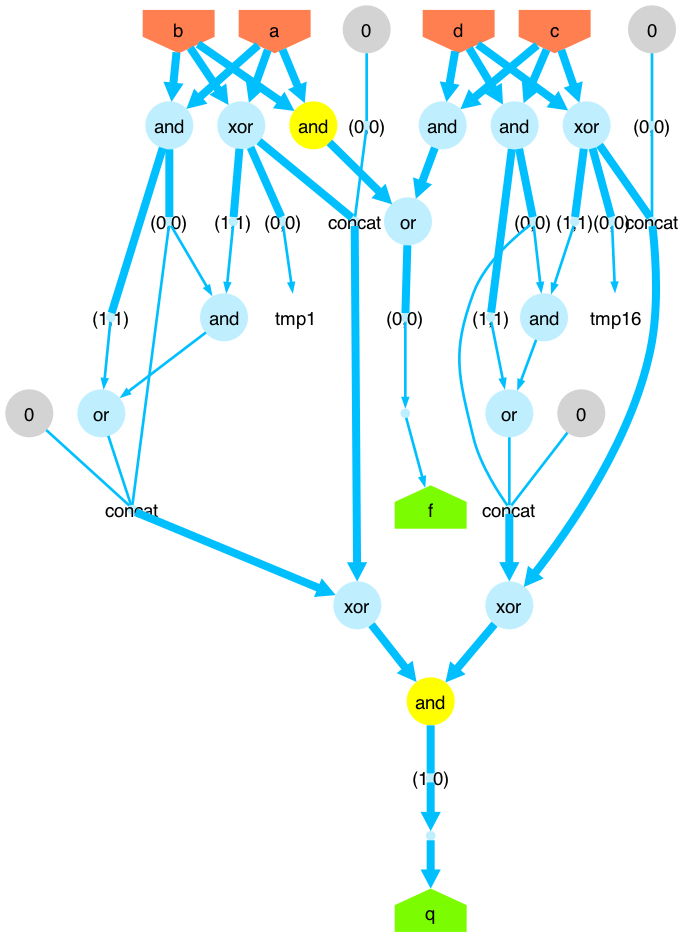 b a 0 d c 0
and xor and (0,0) and and xor (0,0)
(0,0) (1,1) (0,0) concat or (0,0) (1,1) (0,0) concat
(1,1) and tmp1 (0,0) (1,1) and tmp16
0 or or 0
concat f concat
xor xor
and
(1,0)
q